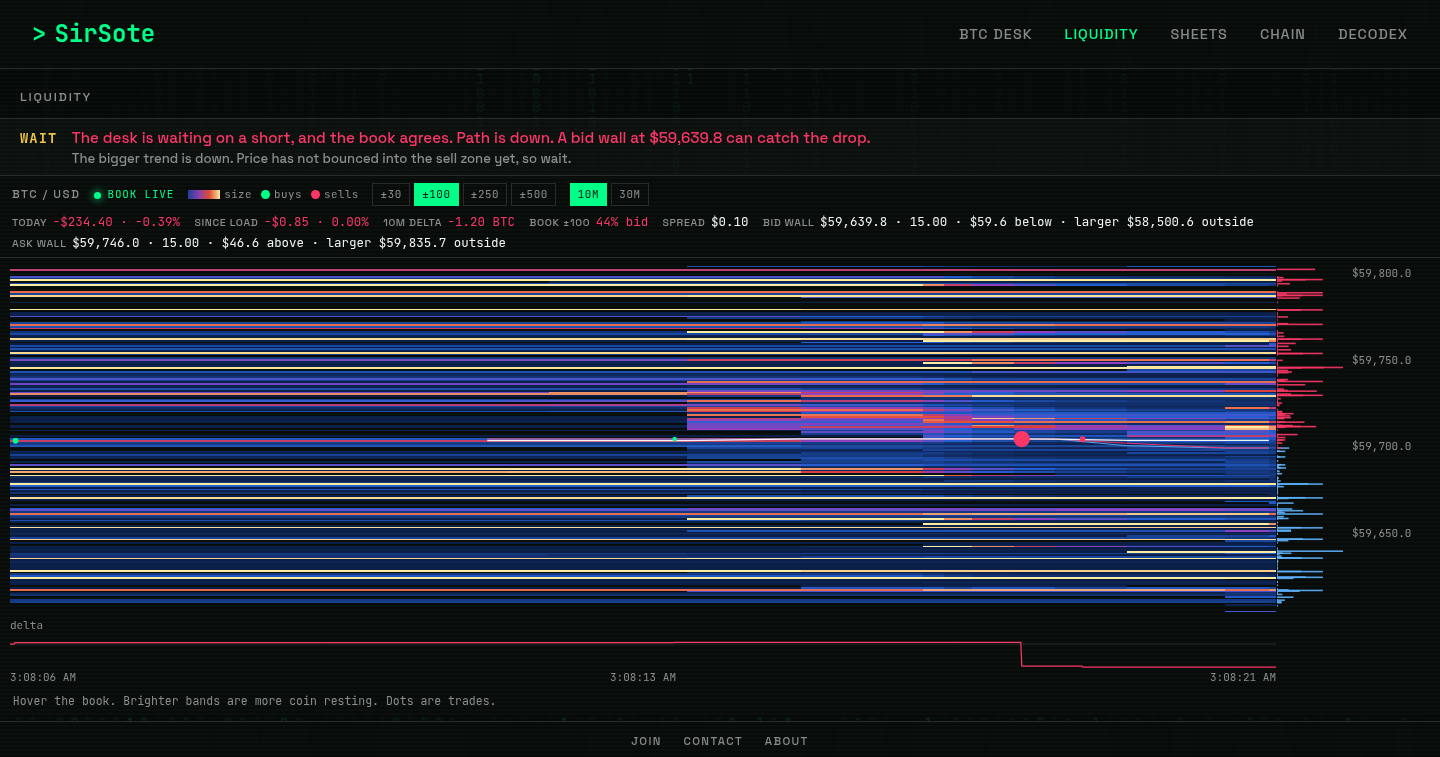 > SirSote
BTC DESK LIQUIDITY SHEETS CHAIN DECODEX
LIQUIDITY
WAIT The desk is waiting on a short, and the book agrees. Path is down. A bid wall at $59,639.8 can catch the drop.
The bigger trend is down. Price has not bounced into the sell zone yet, so wait.
BTC / USD BOOK LIVE size buys sells ±30 ±100 ±250 ±500 10M 30M
TODAY -$234.40 · -0.39% SINCE LOAD -$0.85 · 0.00% 10M DELTA -1.20 BTC BOOK ±100 44% bid SPREAD $0.10 BID WALL $59,639.8 · 15.00 · $59.6 below · larger $58,500.6 outside
ASK WALL $59,746.0 · 15.00 · $46.6 above · larger $59,835.7 outside
$59,800.0
$59,750.0
$59,700.0
$59,650.0
delta
3:08:06 AM 3:08:13 AM 3:08:21 AM
Hover the book. Brighter bands are more coin resting. Dots are trades.
JOIN CONTACT ABOUT